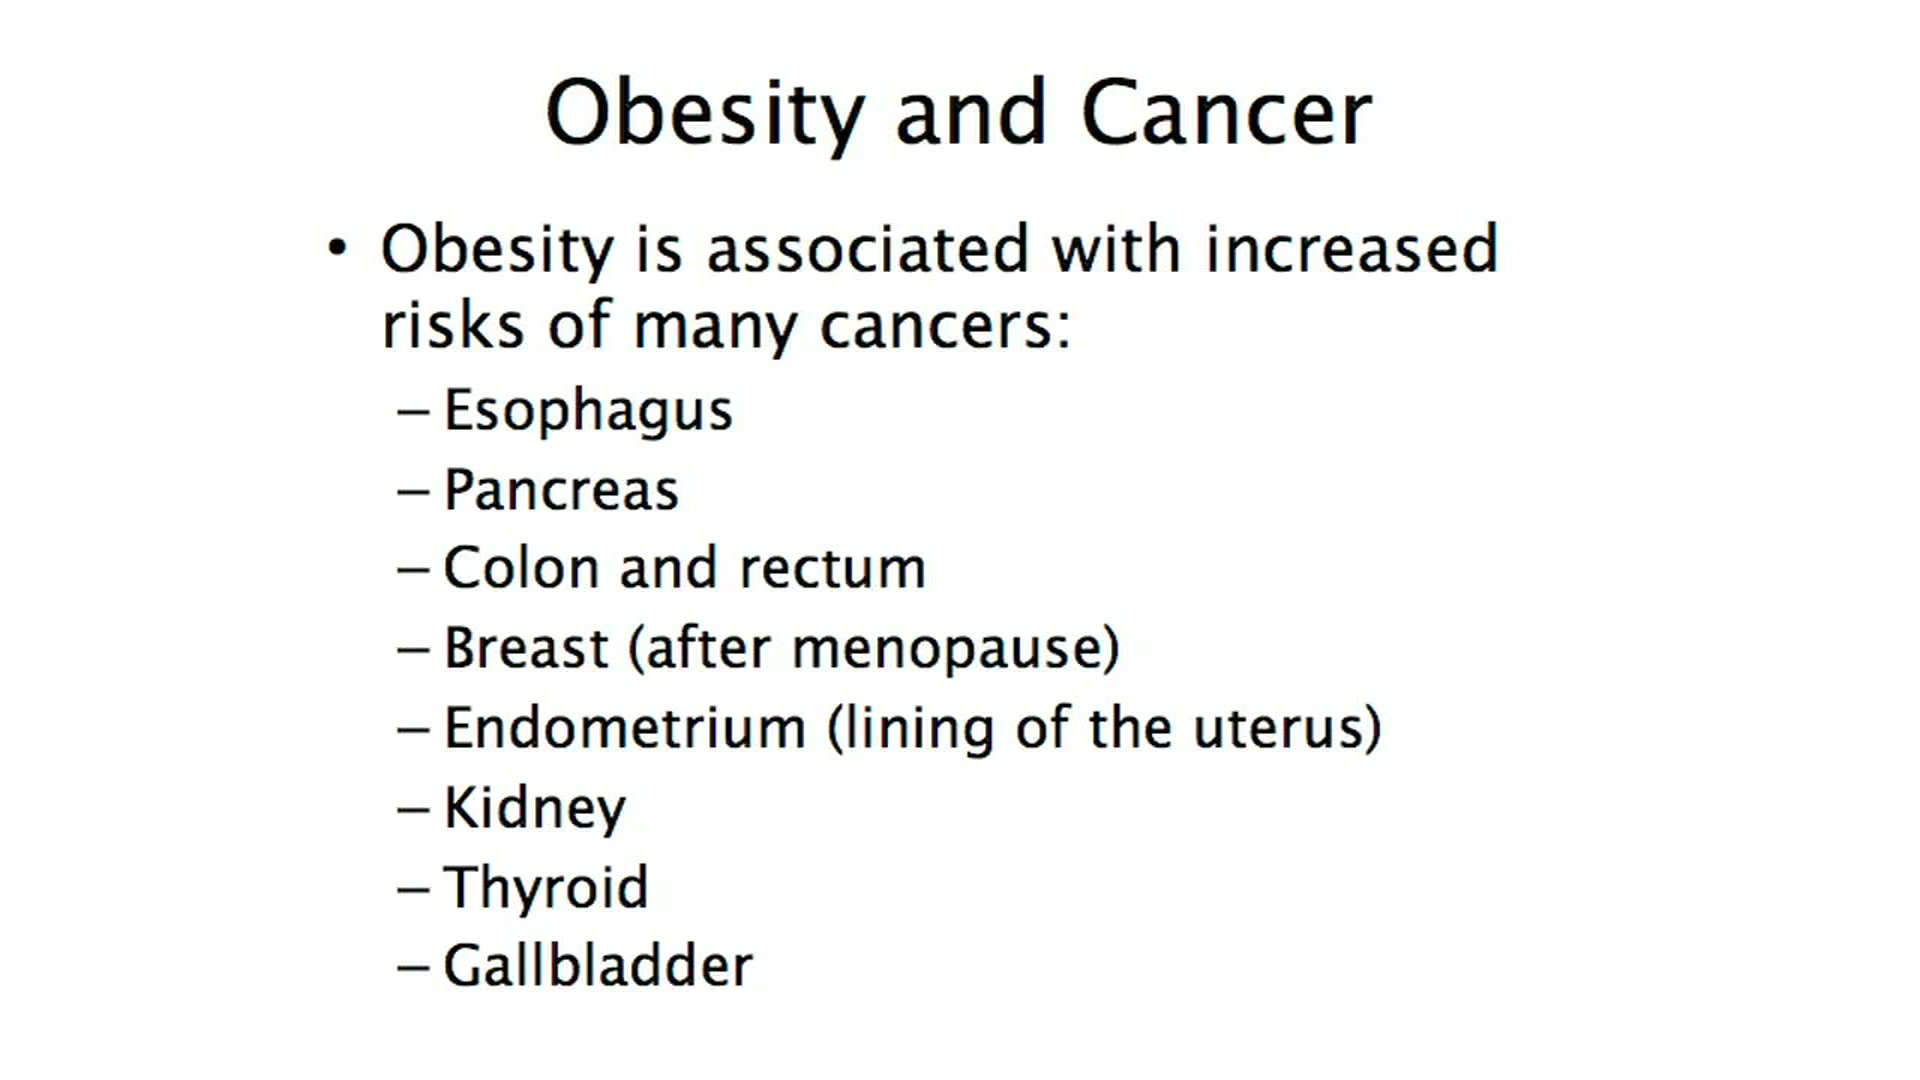 Obesity and Cancer
• Obesity is associated with increased
risks of many cancers:
– Esophagus
– Pancreas
– Colon and rectum
– Breast (after menopause)
– Endometrium (lining of the uterus)
– Kidney
– Thyroid
– Gallbladder